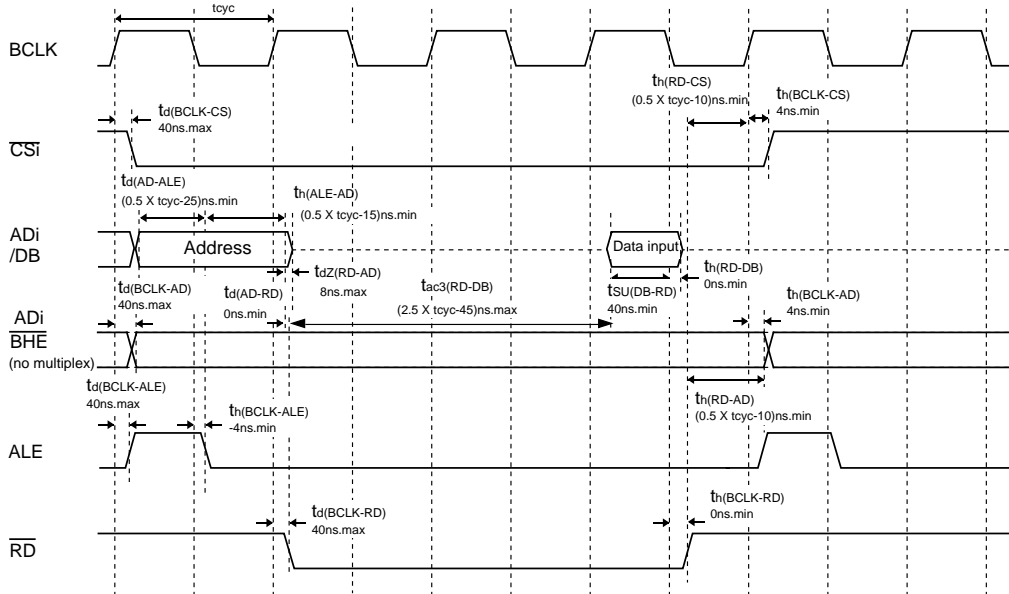 tcyc
BCLK
td(BCLK-CS)
40ns.max
th(RD-CS)
(0.5 X tcyc-10)ns.min
th(BCLK-CS)
4ns.min
CSi
td(AD-ALE)
(0.5 X tcyc-25)ns.min
th(ALE-AD)
(0.5 X tcyc-15)ns.min
ADi
/DB
Address
Data input
td(BCLK-AD)
40ns.max
td(AD-RD)
0ns.min
tdZ(RD-AD)
8ns.max
tac3(RD-DB)
(2.5 X tcyc-45)ns.max
tSU(DB-RD)
40ns.min
th(RD-DB)
0ns.min
th(BCLK-AD)
4ns.min
ADi
BHE
(no multiplex)
td(BCLK-ALE)
40ns.max
th(BCLK-ALE)
-4ns.min
th(RD-AD)
(0.5 X tcyc-10)ns.min
ALE
td(BCLK-RD)
40ns.max
th(BCLK-RD)
0ns.min
RD